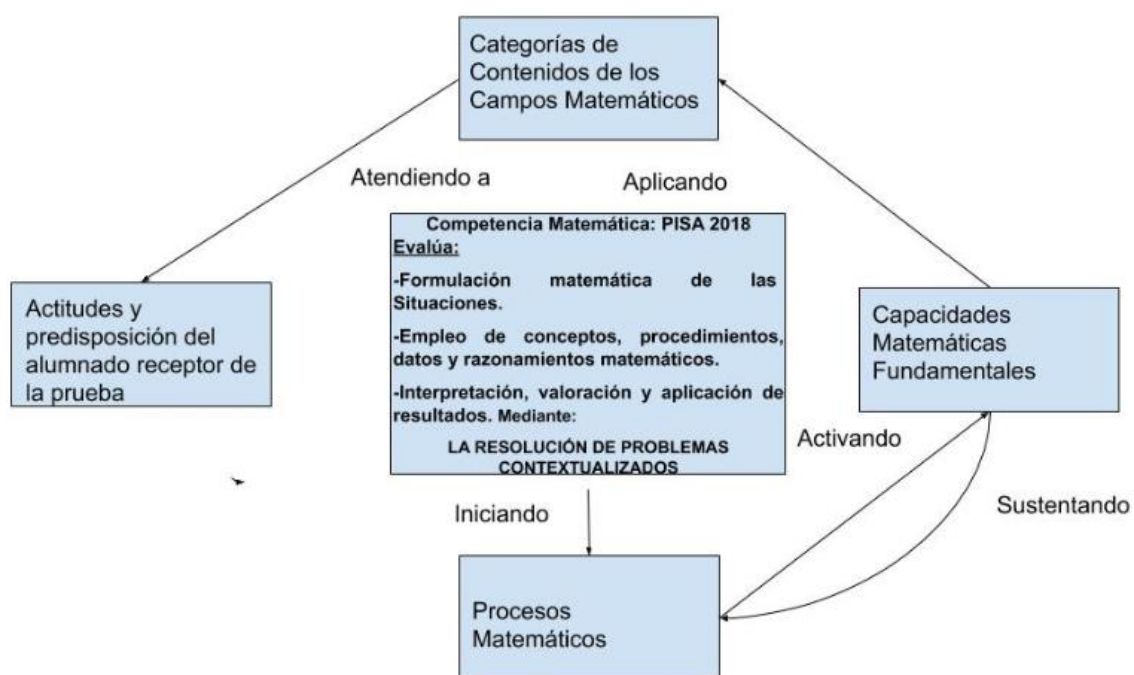 Categorías de
Contenidos de los
Campos Matemáticos
Atendiendo a
Aplicando
Competencia Matemática: PISA 2018
Evalúa:
-Formulación matemática de las
Situaciones.
-Empleo de conceptos, procedimientos,
datos y razonamientos matemáticos.
-Interpretación, valoración y aplicación de
resultados. Mediante:
LA RESOLUCIÓN DE PROBLEMAS
CONTEXTUALIZADOS
Actitudes y
predisposición del
alumnado receptor de
la prueba
Capacidades
Matemáticas
Fundamentales
Activando
Sustentando
Iniciando
Procesos
Matemáticos